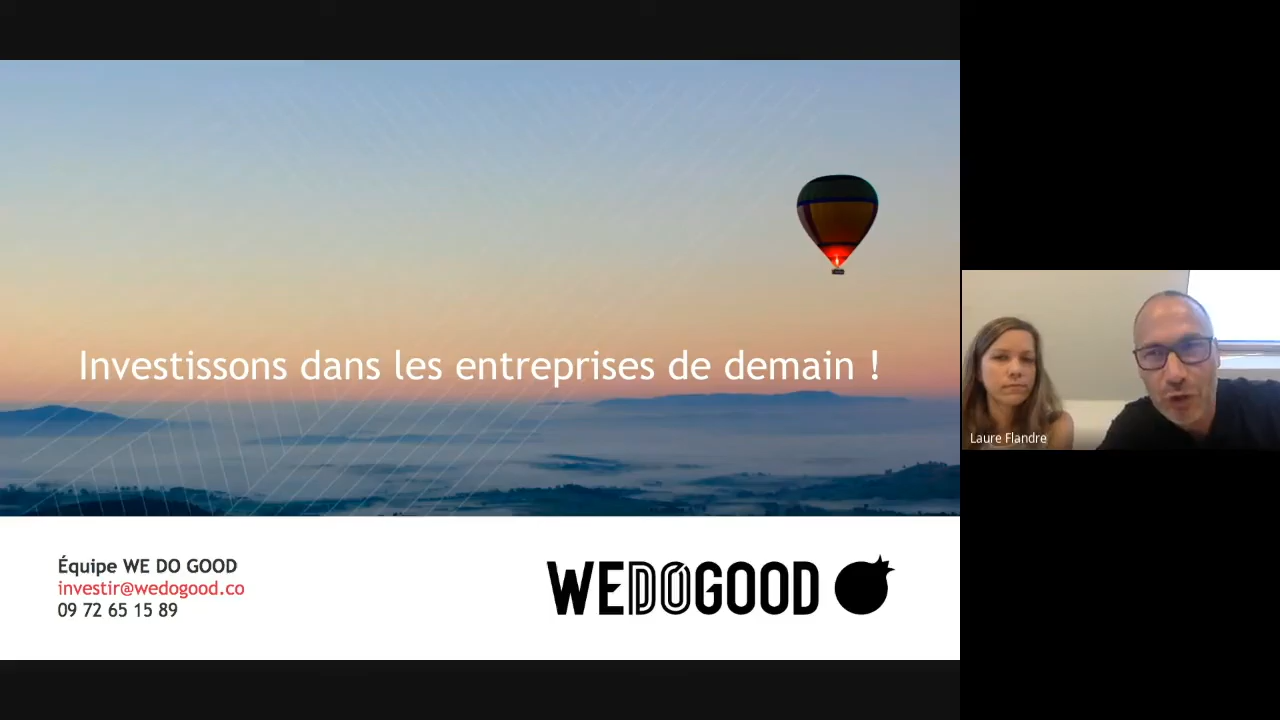 Investissons dans les entreprises de demain !
Équipe WE DO GOOD
investir@wedogood.co
09 72 65 15 89
WEDOGOOD
Laure Flandre